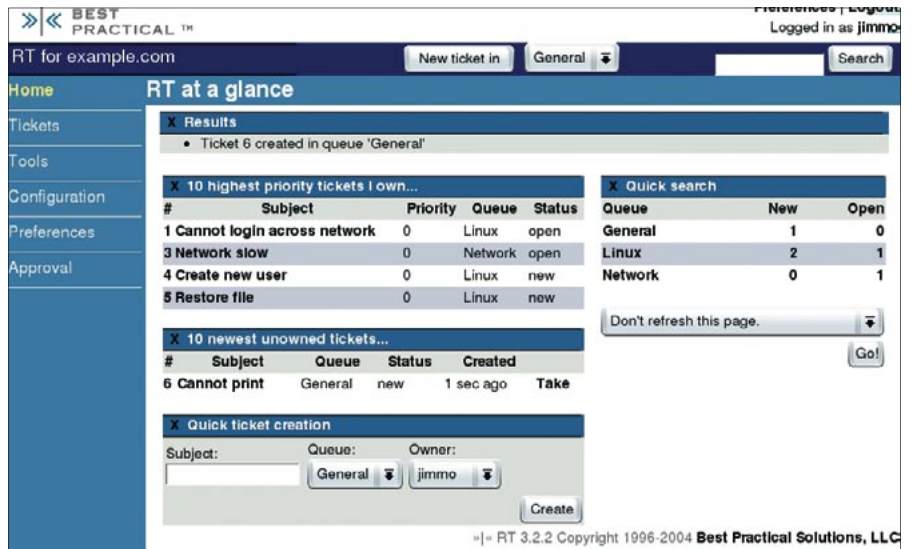 BEST
PRACTICAL ™
Preferences | Logout
Logged in as jimmo
RT for example.com
New ticket in
General
Search
Home
RT at a glance
Tickets
Tools
Configuration
Preferences
Approval
X Results
• Ticket 6 created in queue 'General'
X 10 highest priority tickets I own...
# Subject Priority Queue Status
1 Cannot login across network 0 Linux open
3 Network slow 0 Network open
4 Create new user 0 Linux new
5 Restore file 0 Linux new
X Quick search
Queue New Open
General 1 0
Linux 2 1
Network 0 1
Don't refresh this page.
Go!
X 10 newest unowned tickets...
# Subject Queue Status Created
6 Cannot print General new 1 sec ago Take
X Quick ticket creation
Subject: Queue: Owner:
General jimmo
Create
»|« RT 3.2.2 Copyright 1996-2004 Best Practical Solutions, LLC